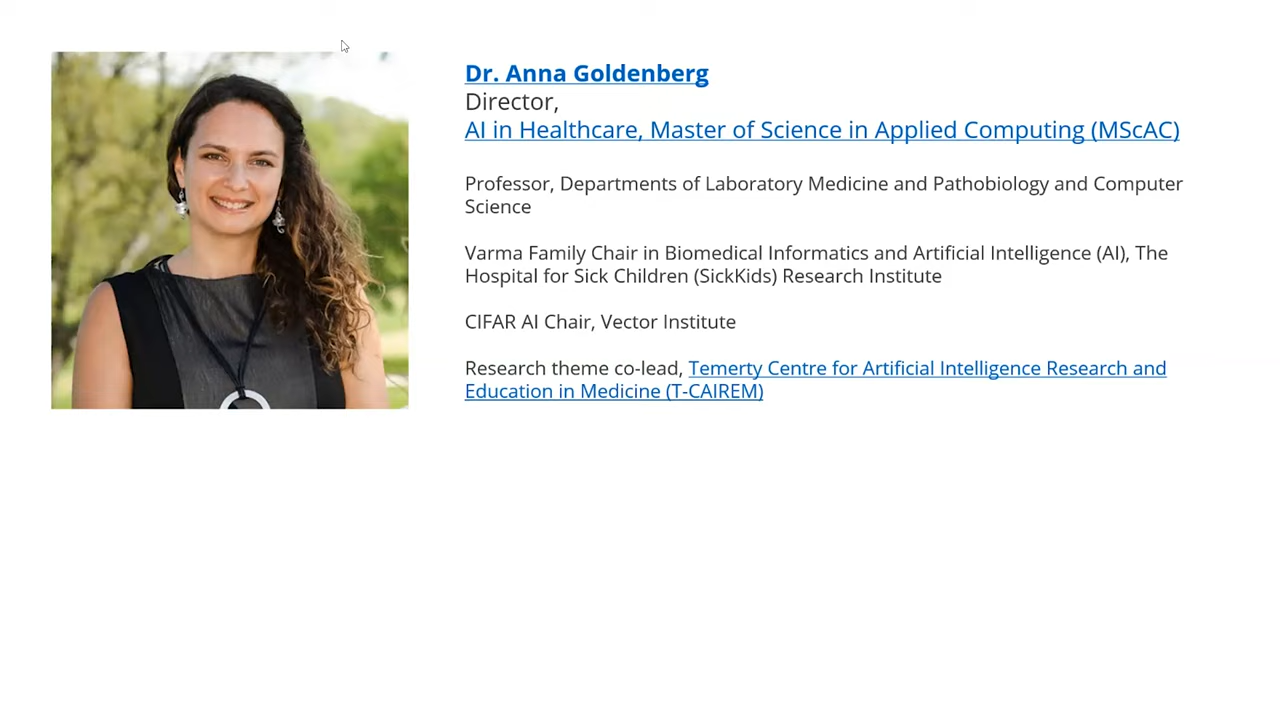 Dr. Anna Goldenberg
Director,
AI in Healthcare, Master of Science in Applied Computing (MScAC)
Professor, Departments of Laboratory Medicine and Pathobiology and Computer
Science
Varma Family Chair in Biomedical Informatics and Artificial Intelligence (AI), The
Hospital for Sick Children (SickKids) Research Institute
CIFAR AI Chair, Vector Institute
Research theme co-lead, Temerty Centre for Artificial Intelligence Research and
Education in Medicine (T-CAIREM)